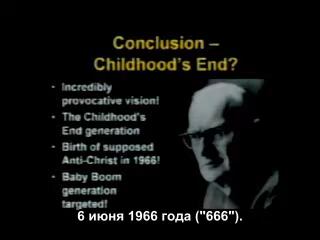 Conclusion –
Childhood's End?
• Incredibly
provocative vision!
• The Childhood's
End generation
• Birth of supposed
Anti-Christ in 1966!
• Baby Boom
generation
targeted!
6 июня 1966 года ("666").